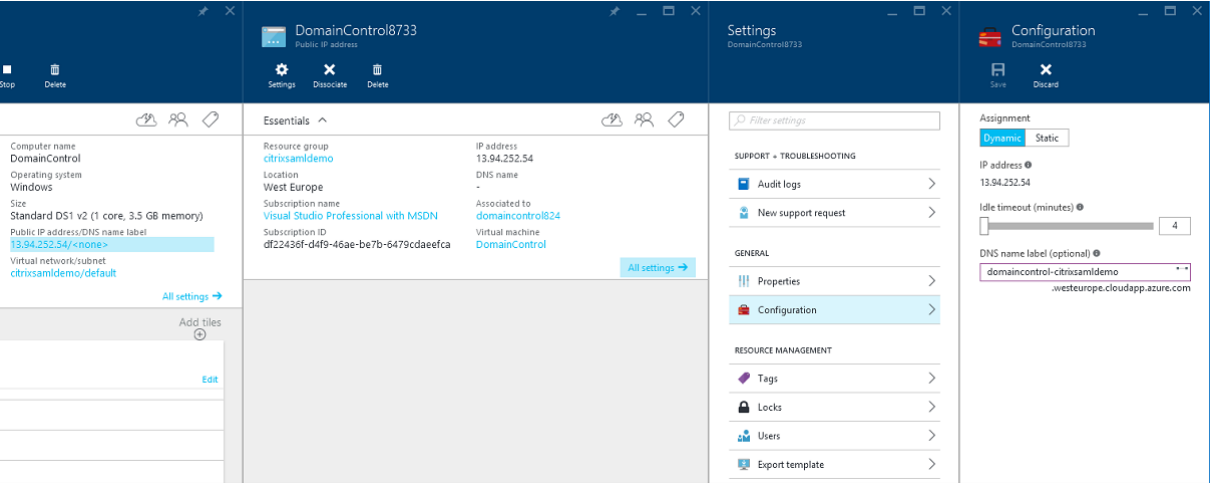 Stop
Delete
Computer name
DomainControl
Operating system
Windows
Size
Standard DS1 v2 (1 core, 3.5 GB memory)
Public IP address/DNS name label
13.94.252.54/<none>
Virtual network/subnet
citrixsamldemo/default
All settings →
Add tiles
Edit
DomainControl8733
Public IP address
Settings
Dissociate
Delete
Essentials
Resource group
citrixsamldemo
Location
West Europe
Subscription name
Visual Studio Professional with MSDN
Subscription ID
df22436f-d4f9-46ae-be7b-6479cdaeefca
IP address
13.94.252.54
DNS name
-
Associated to
domaincontrol824
Virtual machine
DomainControl
All settings →
Settings
DomainControl8733
Filter settings
SUPPORT + TROUBLESHOOTING
Audit logs
New support request
GENERAL
Properties
Configuration
RESOURCE MANAGEMENT
Tags
Locks
Users
Export template
Configuration
DomainControl8733
Save
Discard
Assignment
Dynamic Static
IP address
13.94.252.54
Idle timeout (minutes)
4
DNS name label (optional)
domaincontrol-citrixsamldemo
.westeurope.cloudapp.azure.com